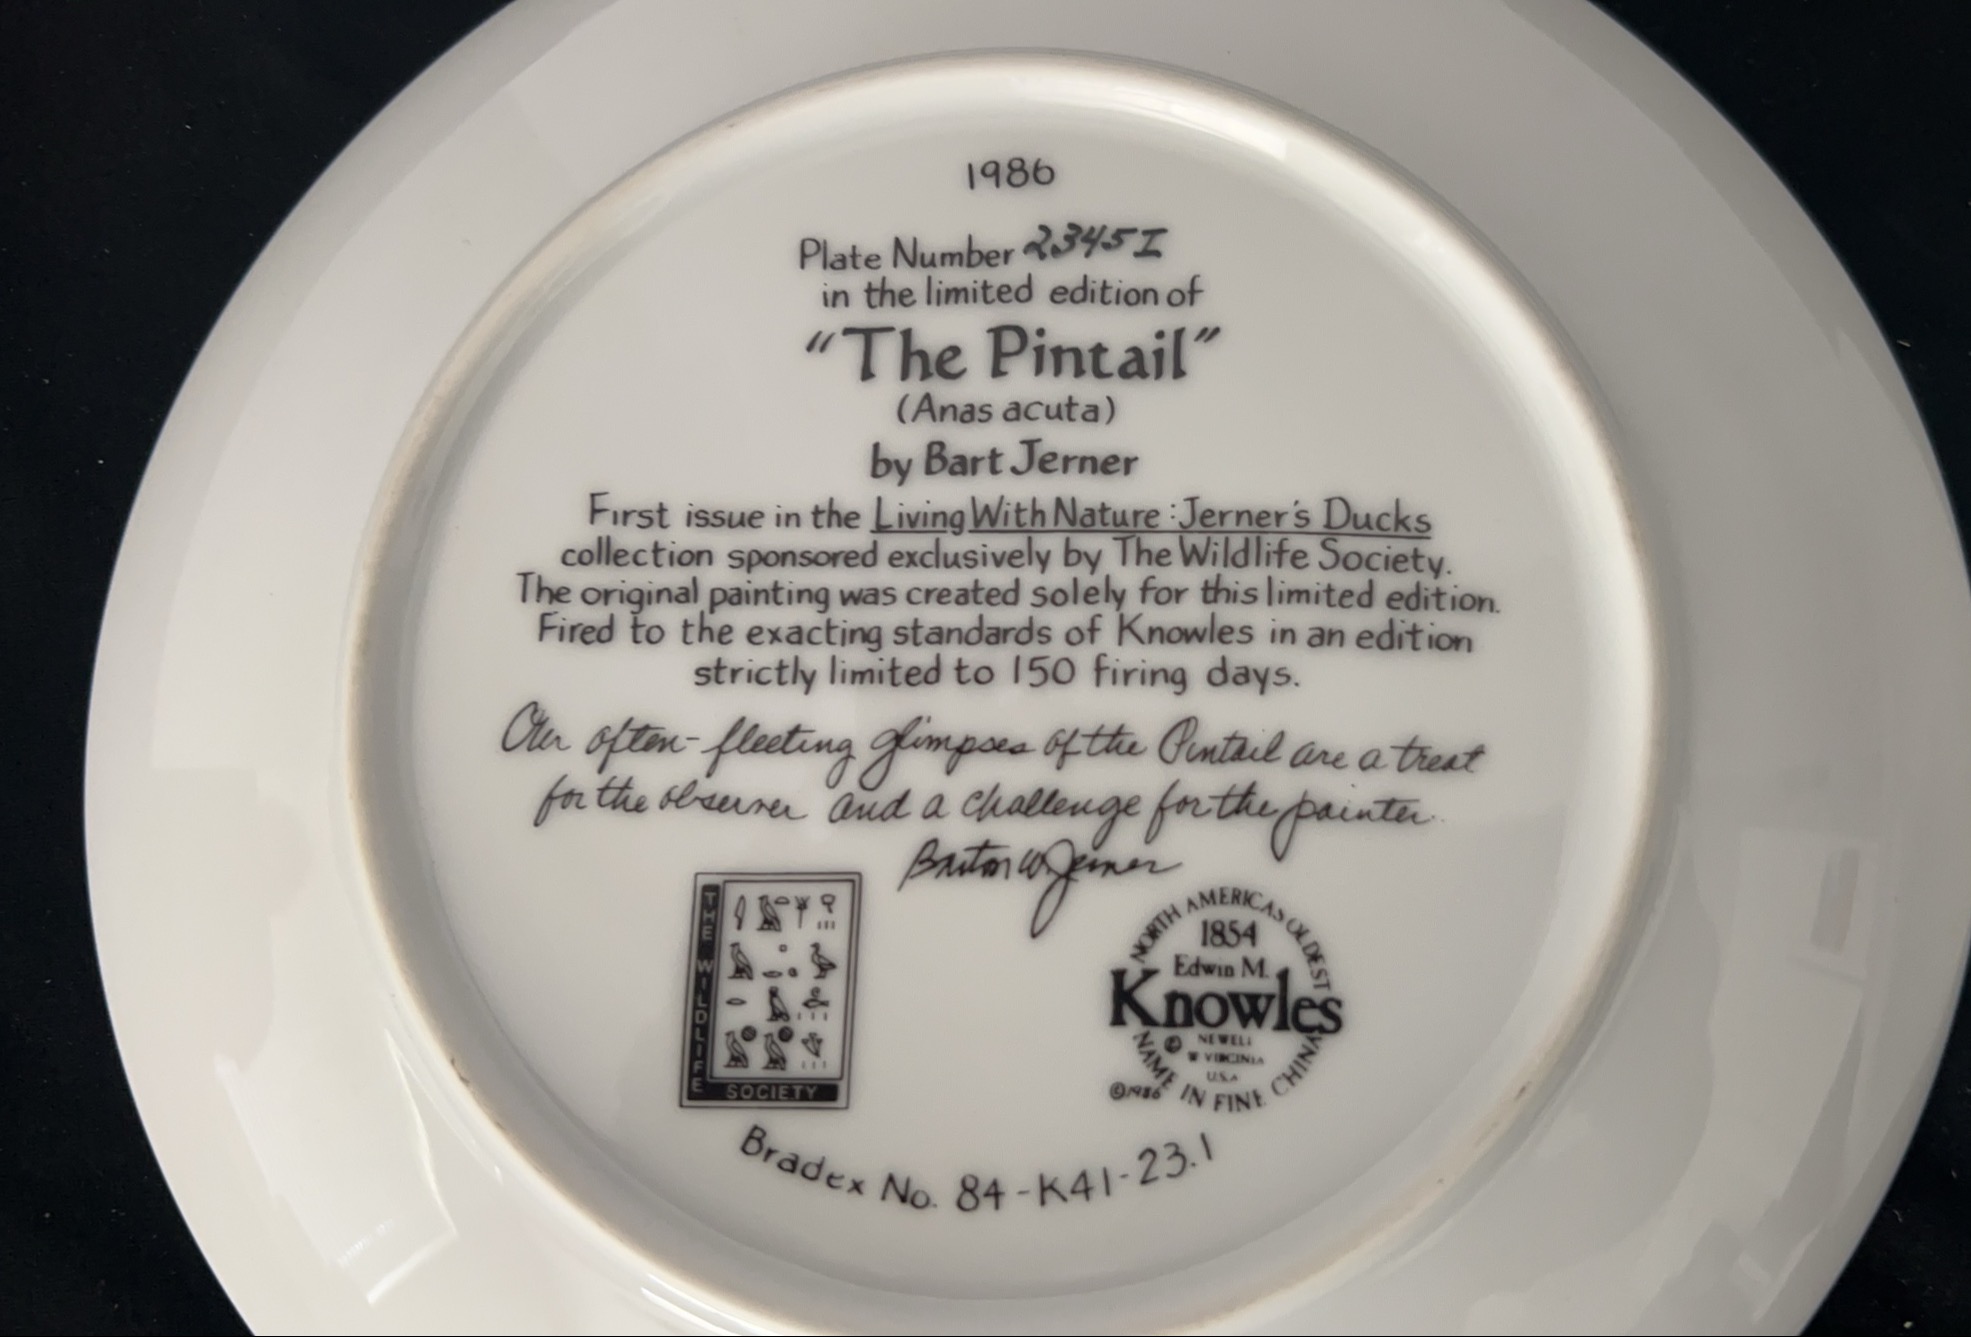 1986
Plate Number 2345I
in the limited edition of
"The Pintail"
(Anas acuta)
by Bart Jerner
First issue in the Living With Nature: Jerner's Ducks
collection sponsored exclusively by The Wildlife Society.
The original painting was created solely for this limited edition.
Fired to the exacting standards of Knowles in an edition
strictly limited to 150 firing days.
Our often-fleeting glimpses of the Pintail are a treat
for the observer and a challenge for the painter.
Barton W. Jerner
THE WILDLIFE
SOCIETY
NORTH AMERICAS OLDEST
1854
Edwin M.
Knowles
NEWELL
W VIRGINIA
U.S.A
NAME IN FINE CHINA
©1986
Bradex No. 84-K41-23.1